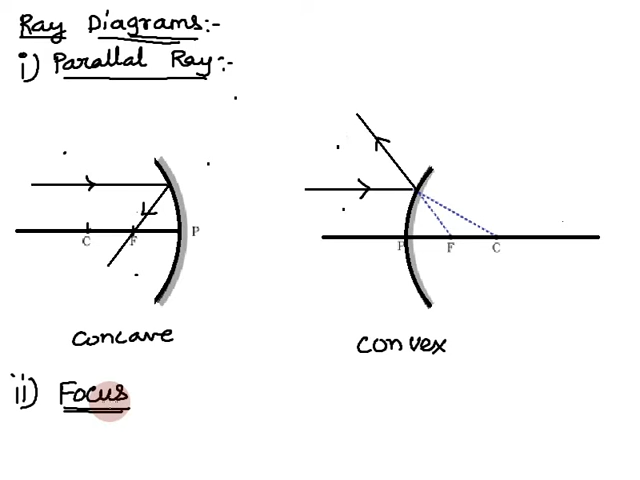 Ray Diagrams:-
i) Parallal Ray:-
C F P
P F C
concave
convex
ii) Focus